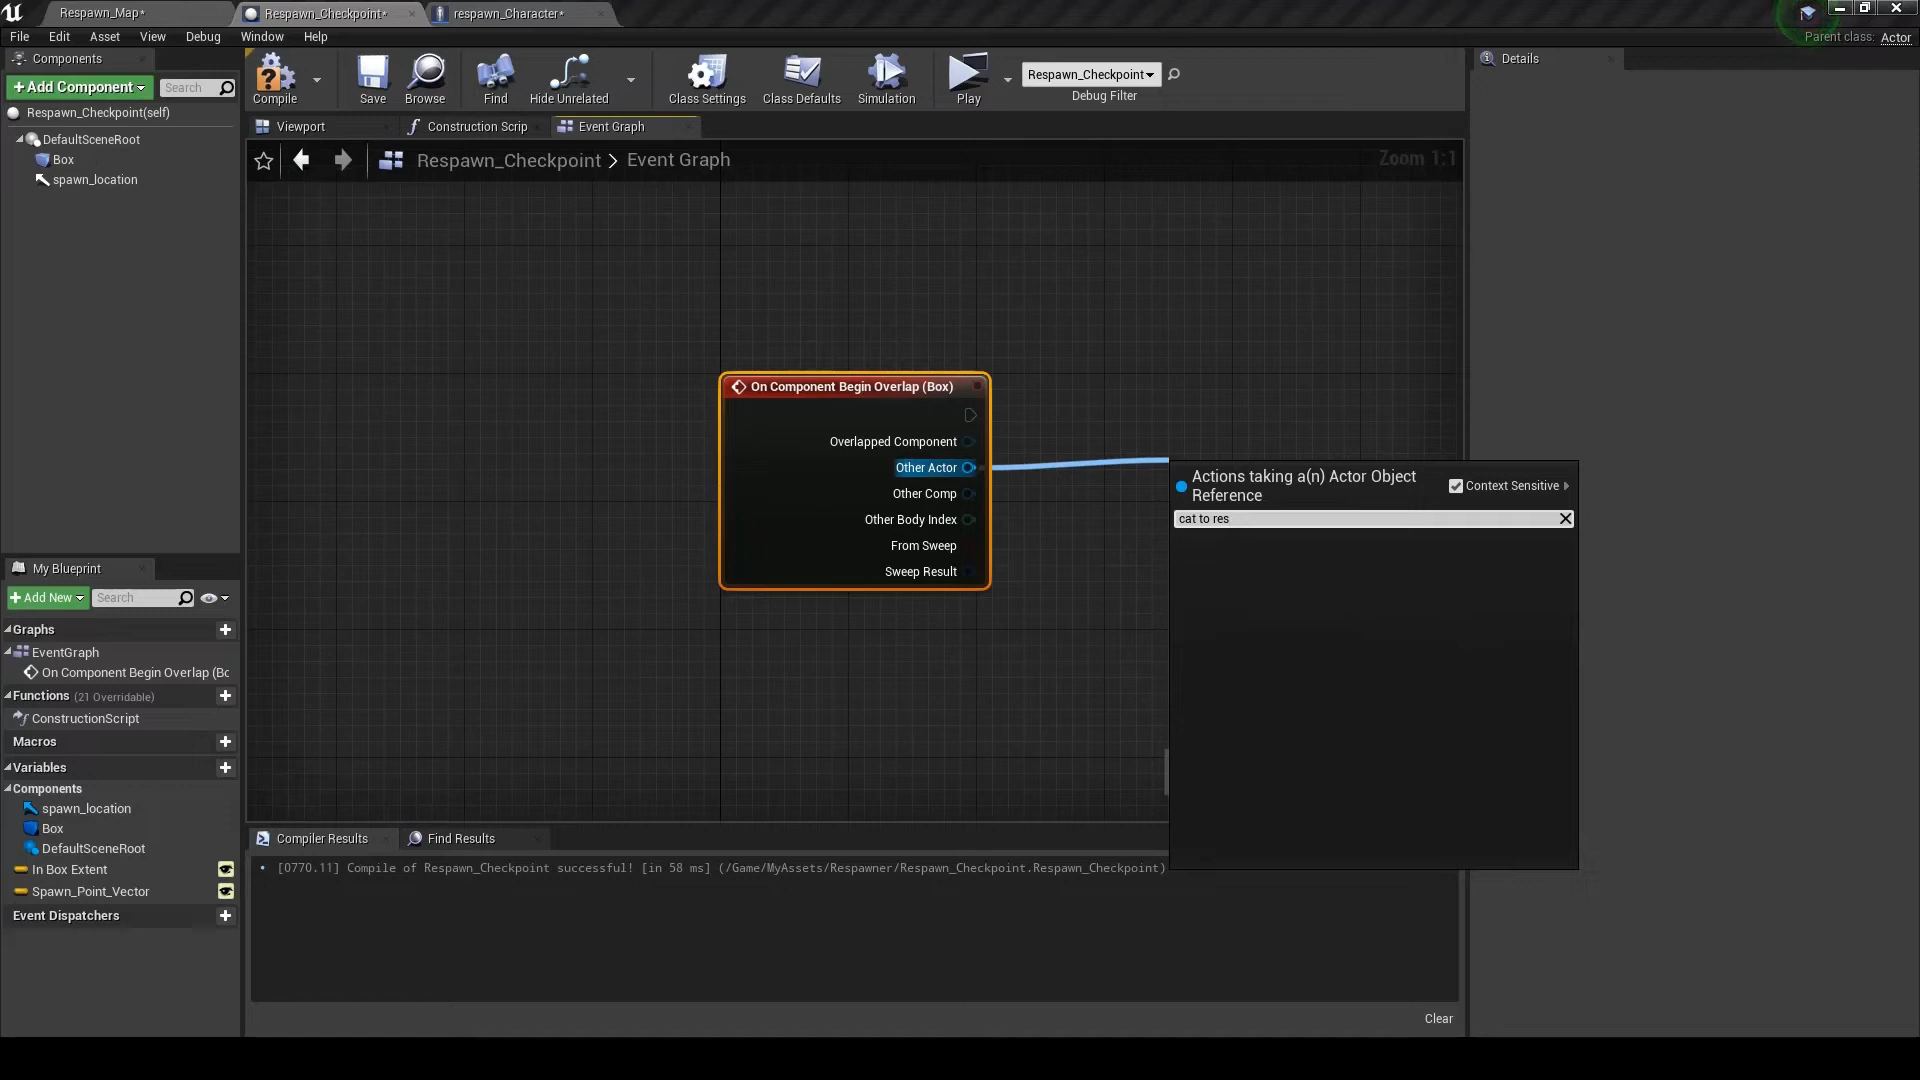 Respawn_Map*
Respawn_Checkpoint*
respawn_Character*
File
Edit
Asset
View
Debug
Window
Help
Parent class: Actor
Components
+Add Component
Search
Respawn_Checkpoint(self)
DefaultSceneRoot
Box
spawn_location
Compile
Save
Browse
Find
Hide Unrelated
Class Settings
Class Defaults
Simulation
Play
Respawn_Checkpoint
Debug Filter
Details
Viewport
Construction Scrip
Event Graph
Respawn_Checkpoint > Event Graph
Zoom 1:1
On Component Begin Overlap (Box)
Overlapped Component
Other Actor
Other Comp
Other Body Index
From Sweep
Sweep Result
Actions taking a(n) Actor Object
Reference
Context Sensitive
cat to res
My Blueprint
+Add New
Search
Graphs
EventGraph
On Component Begin Overlap (Bc
Functions (21 Overridable)
ConstructionScript
Macros
Variables
Components
spawn_location
Box
DefaultSceneRoot
In Box Extent
Spawn_Point_Vector
Event Dispatchers
Compiler Results
Find Results
[0770.11] Compile of Respawn_Checkpoint successful! [in 58 ms] (/Game/MyAssets/Respawner/Respawn_Checkpoint.Respawn_Checkpoint)
Clear